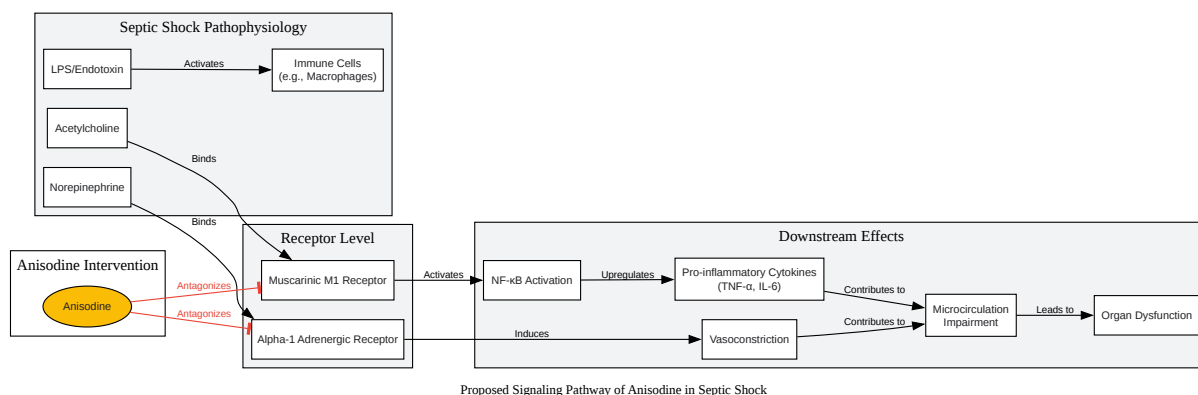 Septic Shock Pathophysiology
LPS/Endotoxin
Activates
Immune Cells
(e.g., Macrophages)
Acetylcholine
Binds
Norepinephrine
Binds
Receptor Level
Muscarinic M1 Receptor
Alpha-1 Adrenergic Receptor
Anisodine Intervention
Anisodine
Antagonizes
Antagonizes
Downstream Effects
Activates
NF-κB Activation
Upregulates
Pro-inflammatory Cytokines
(TNF-α, IL-6)
Contributes to
Induces
Vasoconstriction
Contributes to
Microcirculation
Impairment
Leads to
Organ Dysfunction
Proposed Signaling Pathway of Anisodine in Septic Shock